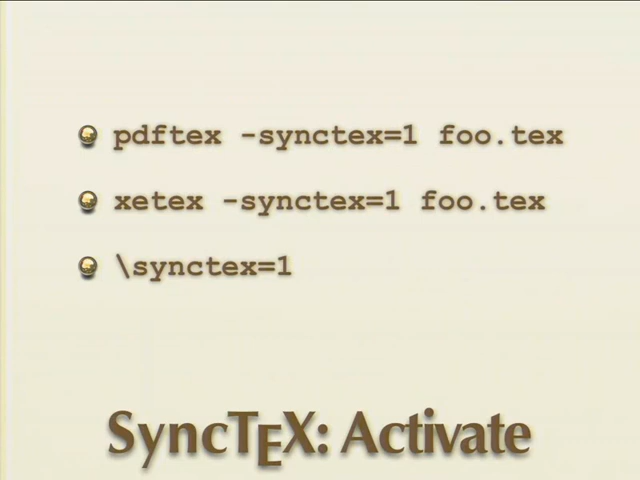 pdftex -synctex=1 foo.tex
xetex -synctex=1 foo.tex
\synctex=1
SyncTEX: Activate